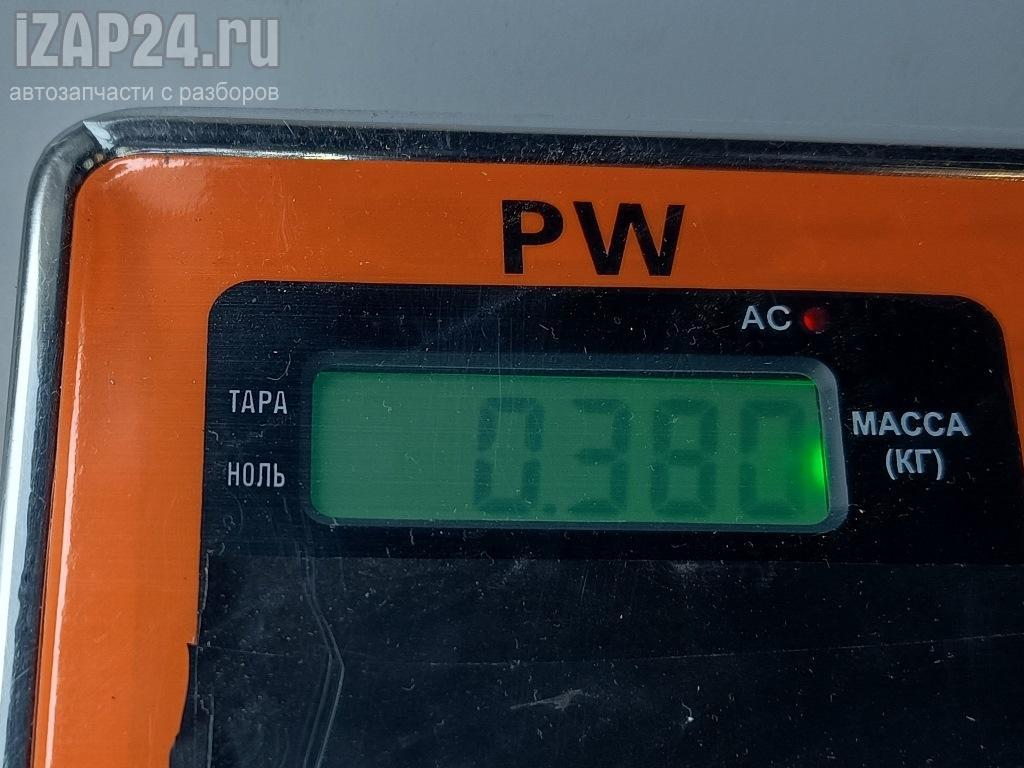 iZAP24.ru
автозапчасти с разборов
PW
AC
ТАРА
0.380
МАССА
(КГ)
НОЛЬ